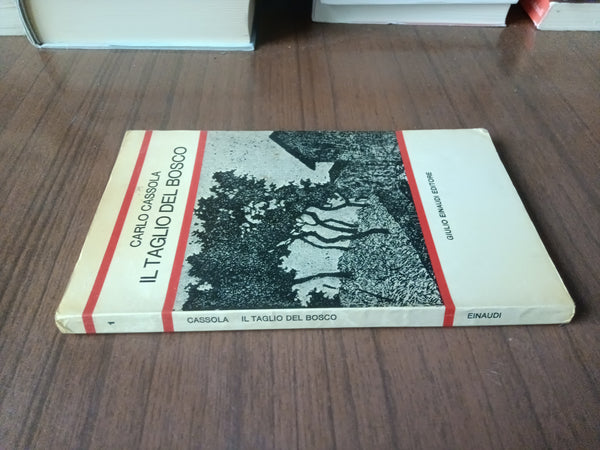 CARLO CASSOLA
IL TAGLIO DEL BOSCO
GIULIO EINAUDI EDITORE
1
CASSOLA IL TAGLIO DEL BOSCO
EINAUDI